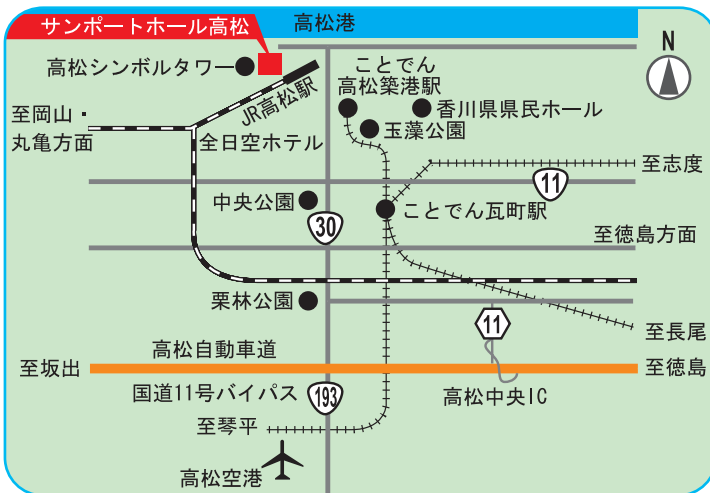 サンポートホール高松
高松港
N
高松シンボルタワー
JR高松駅
ことでん
高松築港駅
香川県県民ホール
玉藻公園
至岡山・
丸亀方面
全日空ホテル
至志度
11
中央公園
30
ことでん瓦町駅
至徳島方面
栗林公園
11
至長尾
高松自動車道
至坂出
至徳島
国道11号バイパス
193
高松中央IC
至琴平
高松空港